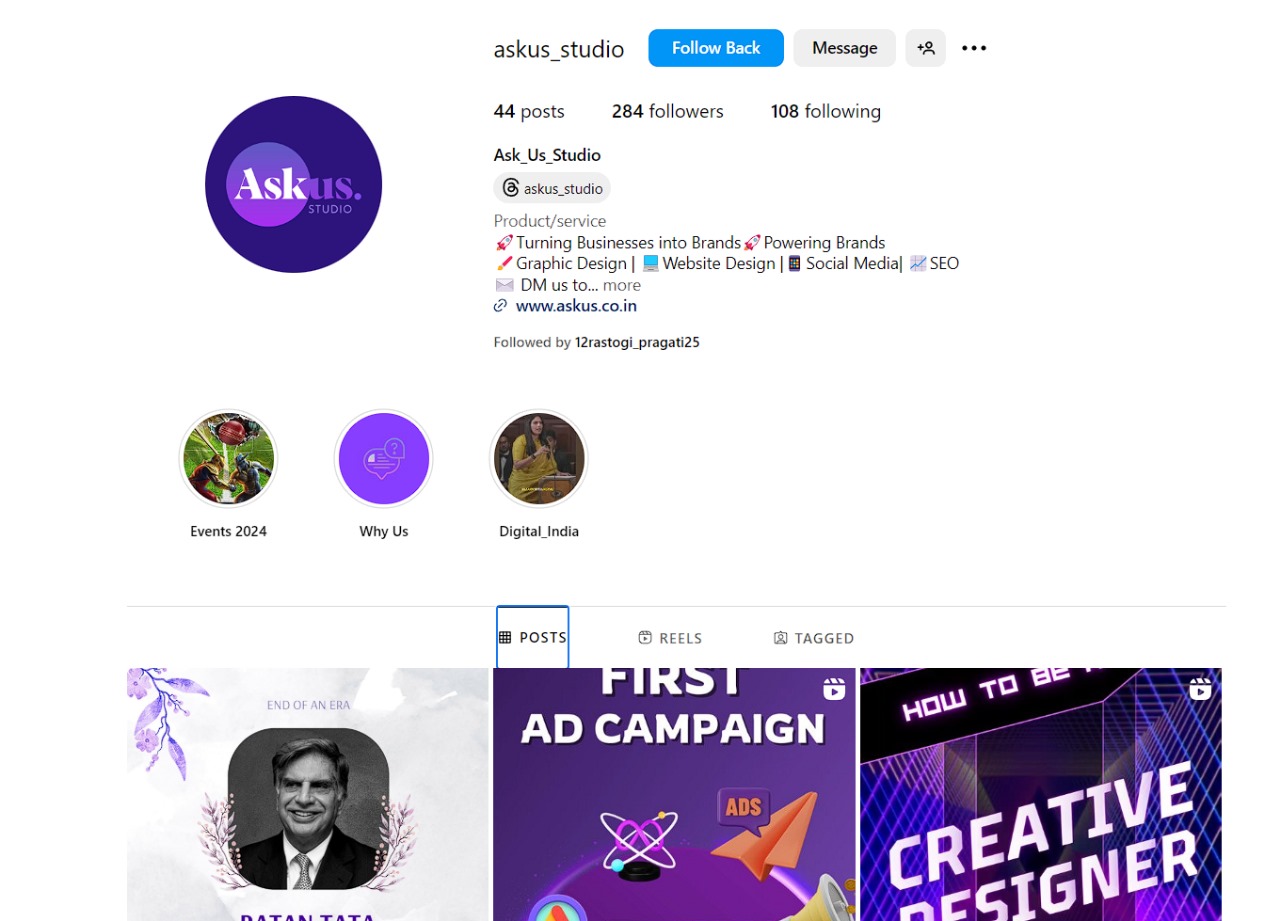 askus_studio Follow Back Message
44 posts 284 followers 108 following
Askus.
STUDIO
Ask_Us_Studio
askus_studio
Product/service
🚀Turning Businesses into Brands🚀Powering Brands
🖌️Graphic Design | 💻Website Design |📱Social Media| 📈SEO
✉️ DM us to... more
www.askus.co.in
Followed by 12rastogi_pragati25
Events 2024 Why Us Digital_India
POSTS REELS TAGGED
END OF AN ERA
RATAN TATA
FIRST
AD CAMPAIGN
ADS
HOW TO BE
CREATIVE
DESIGNER